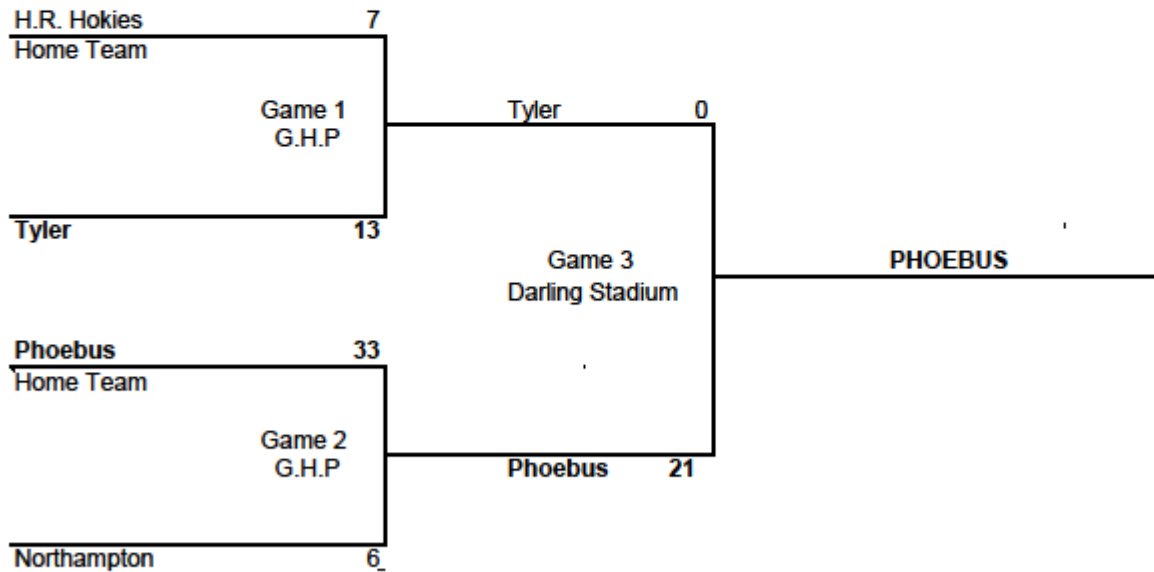 H.R. Hokies 7
Home Team
Game 1
G.H.P
Tyler 0
Tyler 13
Game 3
Darling Stadium
PHOEBUS
Phoebus 33
Home Team
Game 2
G.H.P
Phoebus 21
Northampton 6